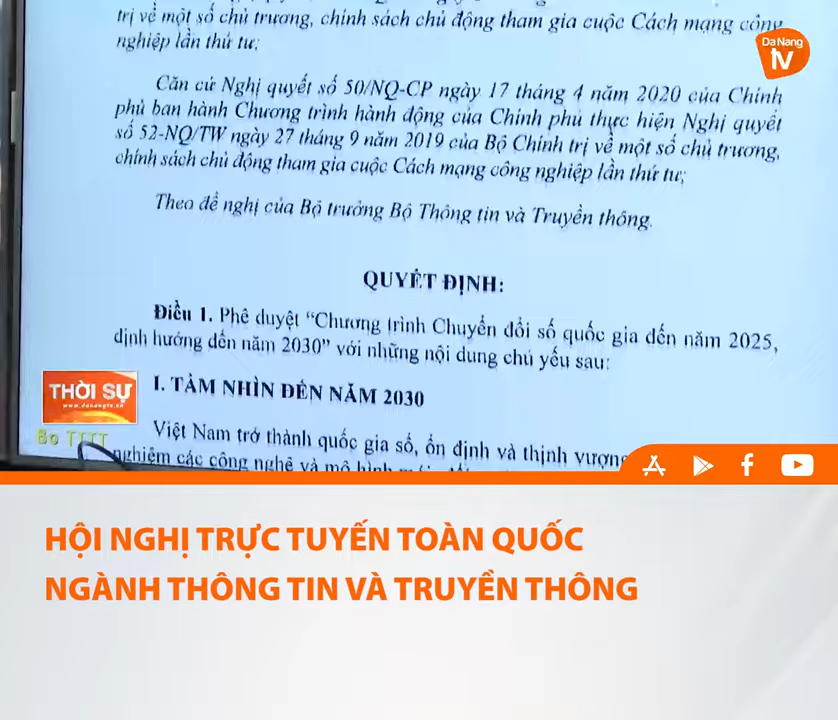 trị về một số chủ trương, chính sách chủ động tham gia cuộc Cách mạng công
nghiệp lần thứ tư;
Da Nang
tv
Căn cứ Nghị quyết số 50/NQ-CP ngày 17 tháng 4 năm 2020 của Chính
phủ ban hành Chương trình hành động của Chính phủ thực hiện Nghị quyết
số 52-NQ/TW ngày 27 tháng 9 năm 2019 của Bộ Chính trị về một số chủ trương,
chính sách chủ động tham gia cuộc Cách mạng công nghiệp lần thứ tư;
Theo đề nghị của Bộ trưởng Bộ Thông tin và Truyền thông.
QUYẾT ĐỊNH:
Điều 1. Phê duyệt “Chương trình Chuyển đổi số quốc gia đến năm 2025,
định hướng đến năm 2030” với những nội dung chủ yếu sau:
I. TẦM NHÌN ĐẾN NĂM 2030
THỜI SỰ
www.danangtv.vn
Việt Nam trở thành quốc gia số, ổn định và thịnh vượng
Bo TTTT
nghiệm các công nghệ và mô hình mới
HỘI NGHỊ TRỰC TUYẾN TOÀN QUỐC
NGÀNH THÔNG TIN VÀ TRUYỀN THÔNG